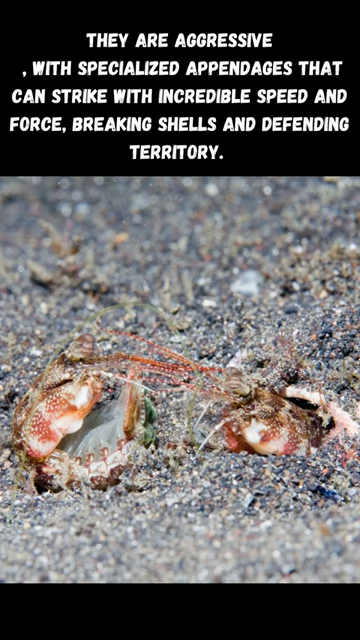 THEY ARE AGGRESSIVE
, WITH SPECIALIZED APPENDAGES THAT
CAN STRIKE WITH INCREDIBLE SPEED AND
FORCE, BREAKING SHELLS AND DEFENDING
TERRITORY.